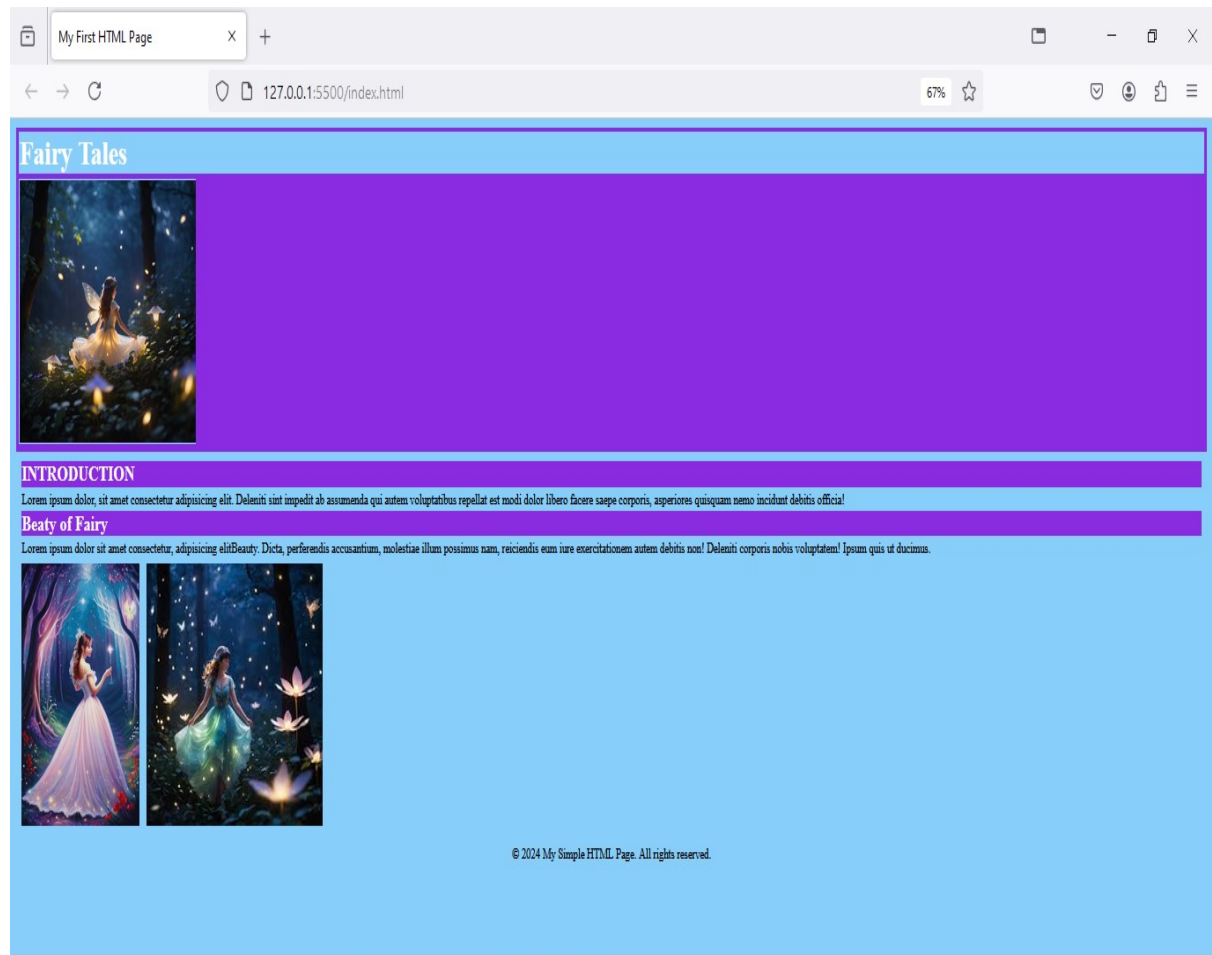 My First HTML Page
127.0.0.1:5500/index.html
67%
Fairy Tales
INTRODUCTION
Lorem ipsum dolor, sit amet consectetur adipisicing elit. Deleniti sint impedit ab assumenda qui autem voluptatibus repellat est modi dolor libero facere saepe corporis, asperiores quisquam nemo incidunt debitis officia!
Beaty of Fairy
Lorem ipsum dolor sit amet consectetur, adipisicing elitBeauty. Dicta, perferendis accusantium, molestiae illum possimus nam, reiciendis eum iure exercitationem autem debitis non! Deleniti corporis nobis voluptatem! Ipsum quis ut ducimus.
© 2024 My Simple HTML Page. All rights reserved.